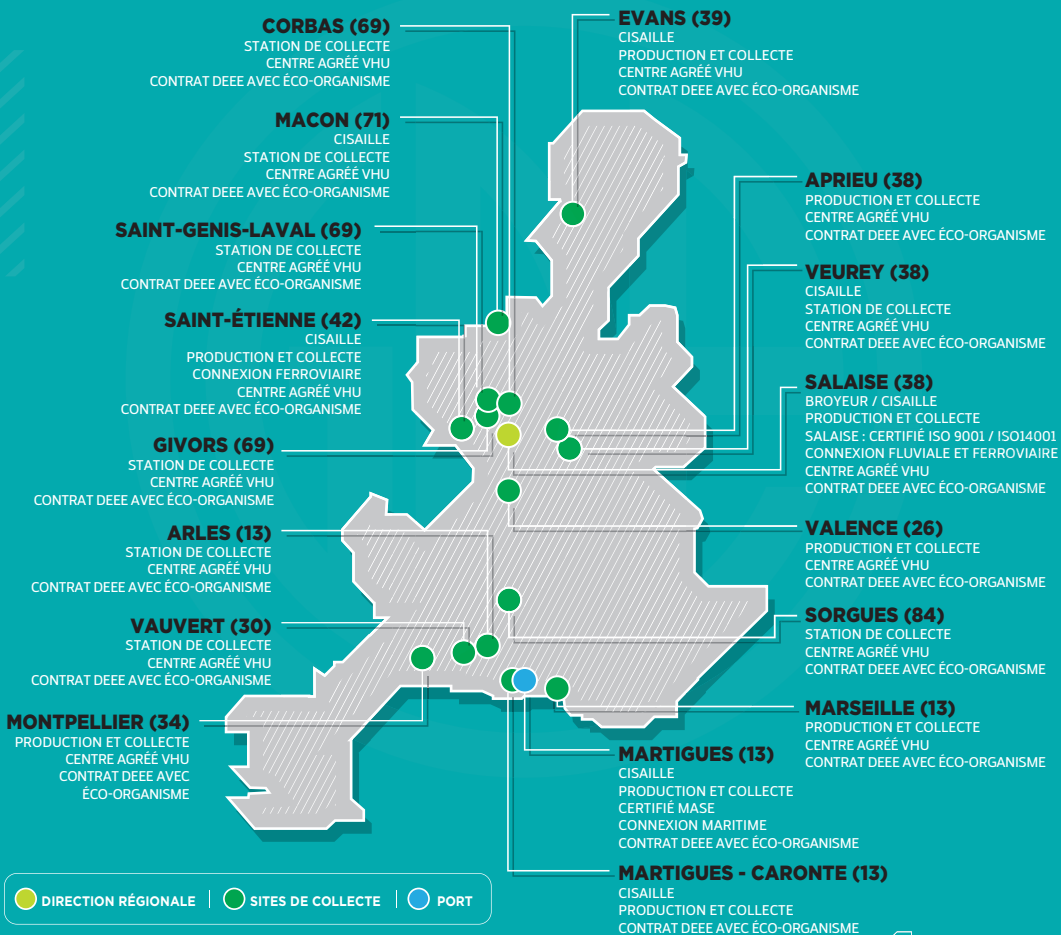 CORBAS (69)
STATION DE COLLECTE
CENTRE AGRÉÉ VHU
CONTRAT DEEE AVEC ÉCO-ORGANISME
MACON (71)
CISAILLE
STATION DE COLLECTE
CENTRE AGRÉÉ VHU
CONTRAT DEEE AVEC ÉCO-ORGANISME
SAINT-GENIS-LAVAL (69)
STATION DE COLLECTE
CENTRE AGRÉÉ VHU
CONTRAT DEEE AVEC ÉCO-ORGANISME
SAINT-ÉTIENNE (42)
CISAILLE
PRODUCTION ET COLLECTE
CONNEXION FERROVIAIRE
CENTRE AGRÉÉ VHU
CONTRAT DEEE AVEC ÉCO-ORGANISME
GIVORS (69)
STATION DE COLLECTE
CENTRE AGRÉÉ VHU
CONTRAT DEEE AVEC ÉCO-ORGANISME
ARLES (13)
STATION DE COLLECTE
CENTRE AGRÉÉ VHU
CONTRAT DEEE AVEC ÉCO-ORGANISME
VAUVERT (30)
STATION DE COLLECTE
CENTRE AGRÉÉ VHU
CONTRAT DEEE AVEC ÉCO-ORGANISME
MONTPELLIER (34)
PRODUCTION ET COLLECTE
CENTRE AGRÉÉ VHU
CONTRAT DEEE AVEC
ÉCO-ORGANISME
EVANS (39)
CISAILLE
PRODUCTION ET COLLECTE
CENTRE AGRÉÉ VHU
CONTRAT DEEE AVEC ÉCO-ORGANISME
APRIEU (38)
PRODUCTION ET COLLECTE
CENTRE AGRÉÉ VHU
CONTRAT DEEE AVEC ÉCO-ORGANISME
VEUREY (38)
CISAILLE
STATION DE COLLECTE
CENTRE AGRÉÉ VHU
CONTRAT DEEE AVEC ÉCO-ORGANISME
SALAISE (38)
BROYEUR / CISAILLE
PRODUCTION ET COLLECTE
SALAISE : CERTIFIÉ ISO 9001 / ISO14001
CONNEXION FLUVIALE ET FERROVIAIRE
CENTRE AGRÉÉ VHU
CONTRAT DEEE AVEC ÉCO-ORGANISME
VALENCE (26)
PRODUCTION ET COLLECTE
CENTRE AGRÉÉ VHU
CONTRAT DEEE AVEC ÉCO-ORGANISME
SORGUES (84)
STATION DE COLLECTE
CENTRE AGRÉÉ VHU
CONTRAT DEEE AVEC ÉCO-ORGANISME
MARSEILLE (13)
PRODUCTION ET COLLECTE
CENTRE AGRÉÉ VHU
CONTRAT DEEE AVEC ÉCO-ORGANISME
MARTIGUES (13)
CISAILLE
PRODUCTION ET COLLECTE
CERTIFIÉ MASE
CONNEXION MARITIME
CONTRAT DEEE AVEC ÉCO-ORGANISME
MARTIGUES - CARONTE (13)
CISAILLE
PRODUCTION ET COLLECTE
CONTRAT DEEE AVEC ÉCO-ORGANISME
DIRECTION RÉGIONALE
SITES DE COLLECTE
PORT